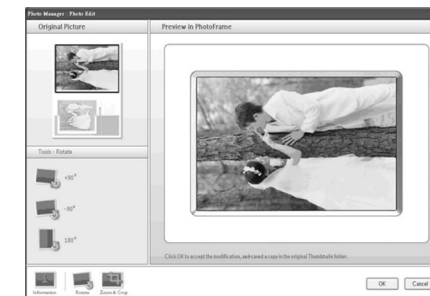 Photo Manager : Photo Edit
Original Picture
Preview in PhotoFrame
Tools - Rotate
+90°
-90°
180°
Click OK to accept the modification, and saved a copy in the original Thumbnails folder.
Information
Rotate
Zoom & Crop
OK
Cancel